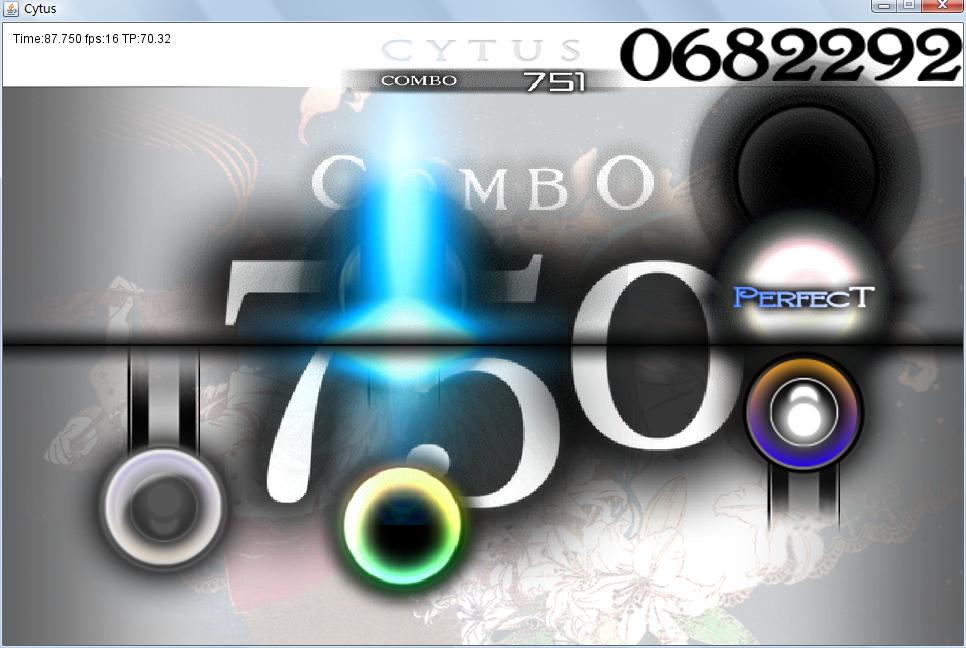 Cytus
Time:87.750 fps:16 TP:70.32
CYTUS
0682292
COMBO 751
COMBO
750
PERFECT